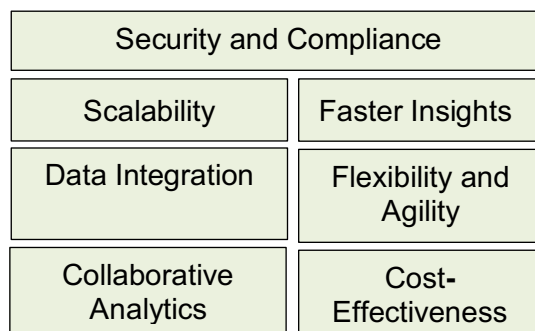 Security and Compliance
Scalability
Faster Insights
Data Integration
Flexibility and
Agility
Collaborative
Analytics
Cost-
Effectiveness